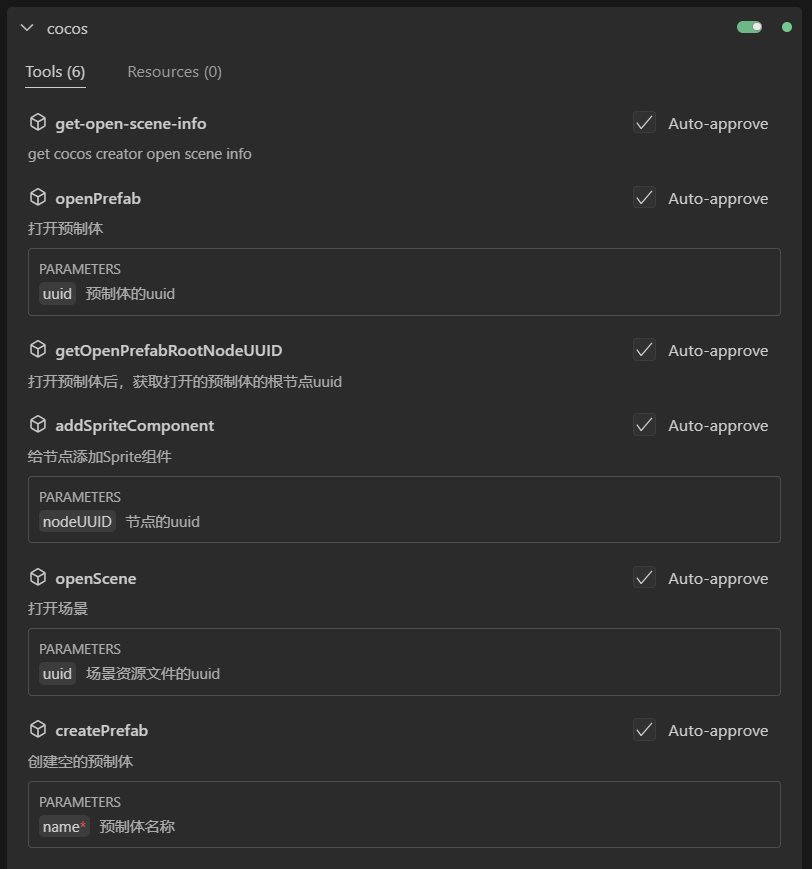 cocos
Tools (6) Resources (0)
get-open-scene-info Auto-approve
get cocos creator open scene info
openPrefab Auto-approve
打开预制体
PARAMETERS
uuid 预制体的uuid
getOpenPrefabRootNodeUUID Auto-approve
打开预制体后，获取打开的预制体的根节点uuid
addSpriteComponent Auto-approve
给节点添加Sprite组件
PARAMETERS
nodeUUID 节点的uuid
openScene Auto-approve
打开场景
PARAMETERS
uuid 场景资源文件的uuid
createPrefab Auto-approve
创建空的预制体
PARAMETERS
name* 预制体名称